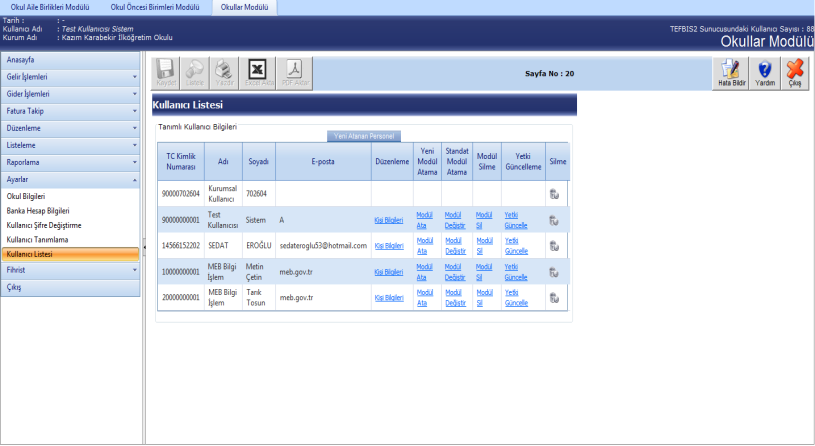 Okul Aile Birlikleri Modülü Okul Öncesi Birimleri Modülü Okullar Modülü
Tarih : : -
Kullanıcı Adı : Test Kullanıcısı Sistem
Kurum Adı : Kazım Karabekir İlköğretim Okulu
TEFBIS2 Sunucusundaki Kullanıcı Sayısı : 88
Okullar Modülü
Anasayfa
Gelir İşlemleri
Gider İşlemleri
Fatura Takip
Düzenleme
Listeleme
Raporlama
Ayarlar
Okul Bilgileri
Banka Hesap Bilgileri
Kullanıcı Şifre Değiştirme
Kullanıcı Tanımlama
Kullanıcı Listesi
Fihrist
Çıkış
Kaydet Listele Yazdır Excel Akta PDF Aktar
Sayfa No : 20
Hata Bildir Yardım Çıkış
Kullanıcı Listesi
Tanımlı Kullanıcı Bilgileri
Yeni Atanan Personel
TC Kimlik Numarası Adı Soyadı E-posta Düzenleme Yeni Modül Atama Standat Modül Atama Modül Silme Yetki Güncelleme Silme
90000702604 Kurumsal Kullanıcı 702604
90000000001 Test Kullanıcısı Sistem A Kişi Bilgileri Modül Ata Modül Değiştir Modül Sil Yetki Güncelle
14566152202 SEDAT EROĞLU sedateroglu53@hotmail.com Kişi Bilgileri Modül Ata Modül Değiştir Modül Sil Yetki Güncelle
10000000001 MEB Bilgi İşlem Metin Çetin meb.gov.tr Kişi Bilgileri Modül Ata Modül Değiştir Modül Sil Yetki Güncelle
20000000001 MEB Bilgi İşlem Tarık Tosun meb.gov.tr Kişi Bilgileri Modül Ata Modül Değiştir Modül Sil Yetki Güncelle